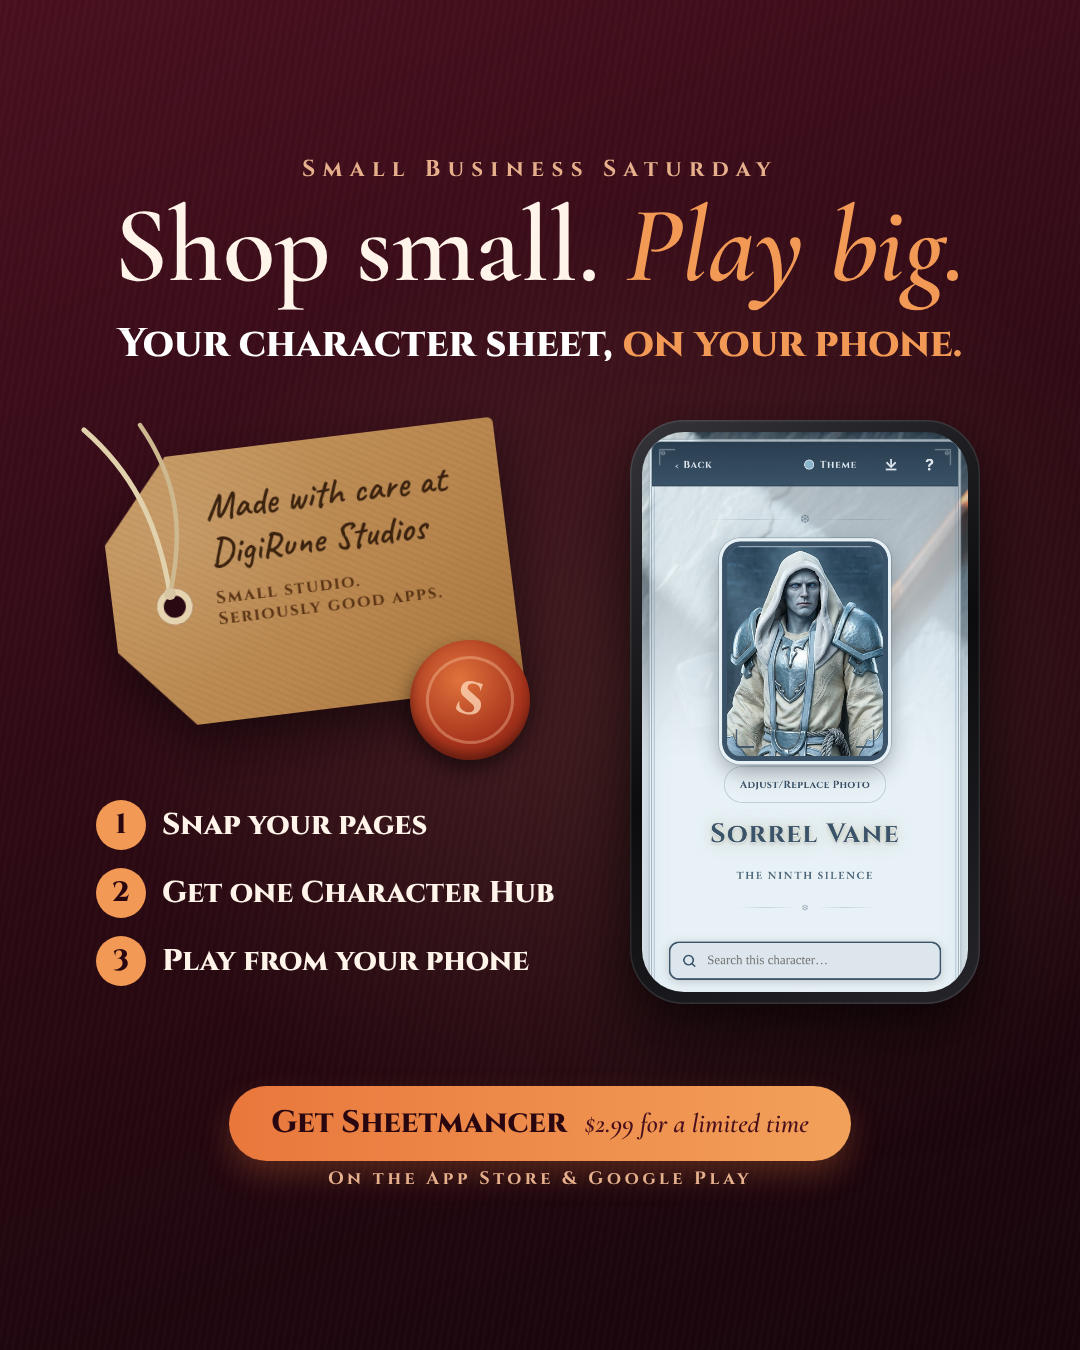 Small Business Saturday
Shop small. Play big.
Your character sheet, on your phone.
Made with care at
DigiRune Studios
Small studio.
Seriously good apps.
S
1 Snap your pages
2 Get one Character Hub
3 Play from your phone
‹ Back Theme ?
Adjust/Replace Photo
Sorrel Vane
The Ninth Silence
Search this character…
Get Sheetmancer $2.99 for a limited time
On the App Store & Google Play